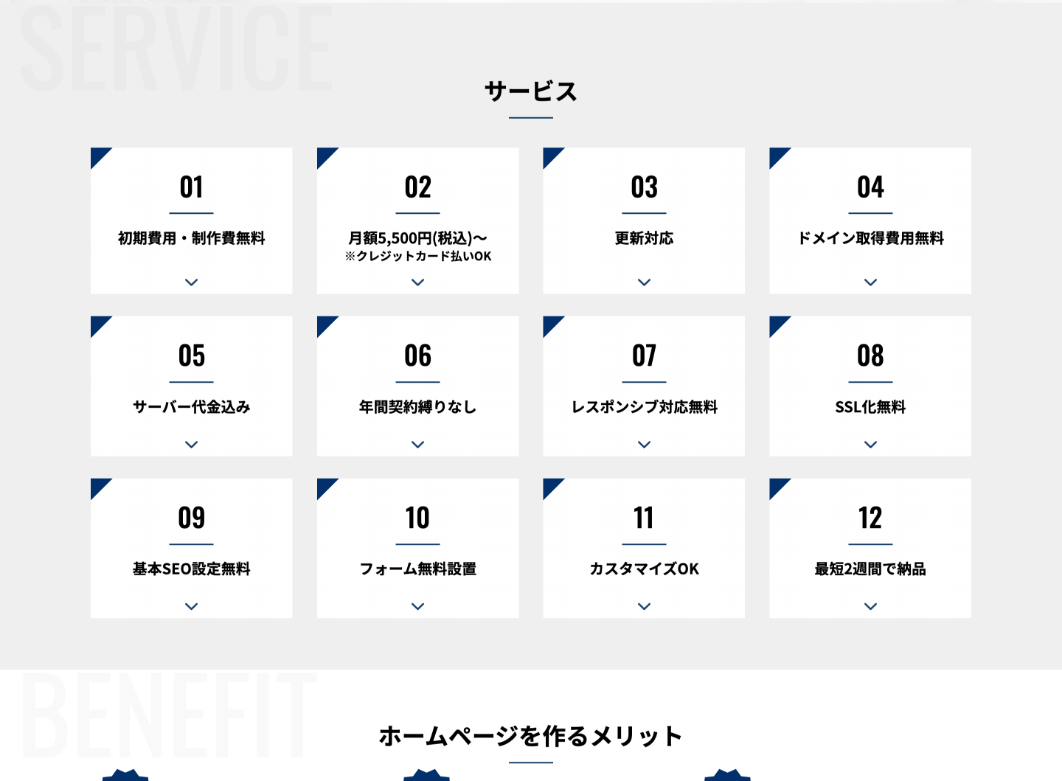 SERVICE
サービス
01
初期費用・制作費無料
02
月額5,500円(税込)〜
※クレジットカード払いOK
03
更新対応
04
ドメイン取得費用無料
05
サーバー代金込み
06
年間契約縛りなし
07
レスポンシブ対応無料
08
SSL化無料
09
基本SEO設定無料
10
フォーム無料設置
11
カスタマイズOK
12
最短2週間で納品
BENEFIT
ホームページを作るメリット